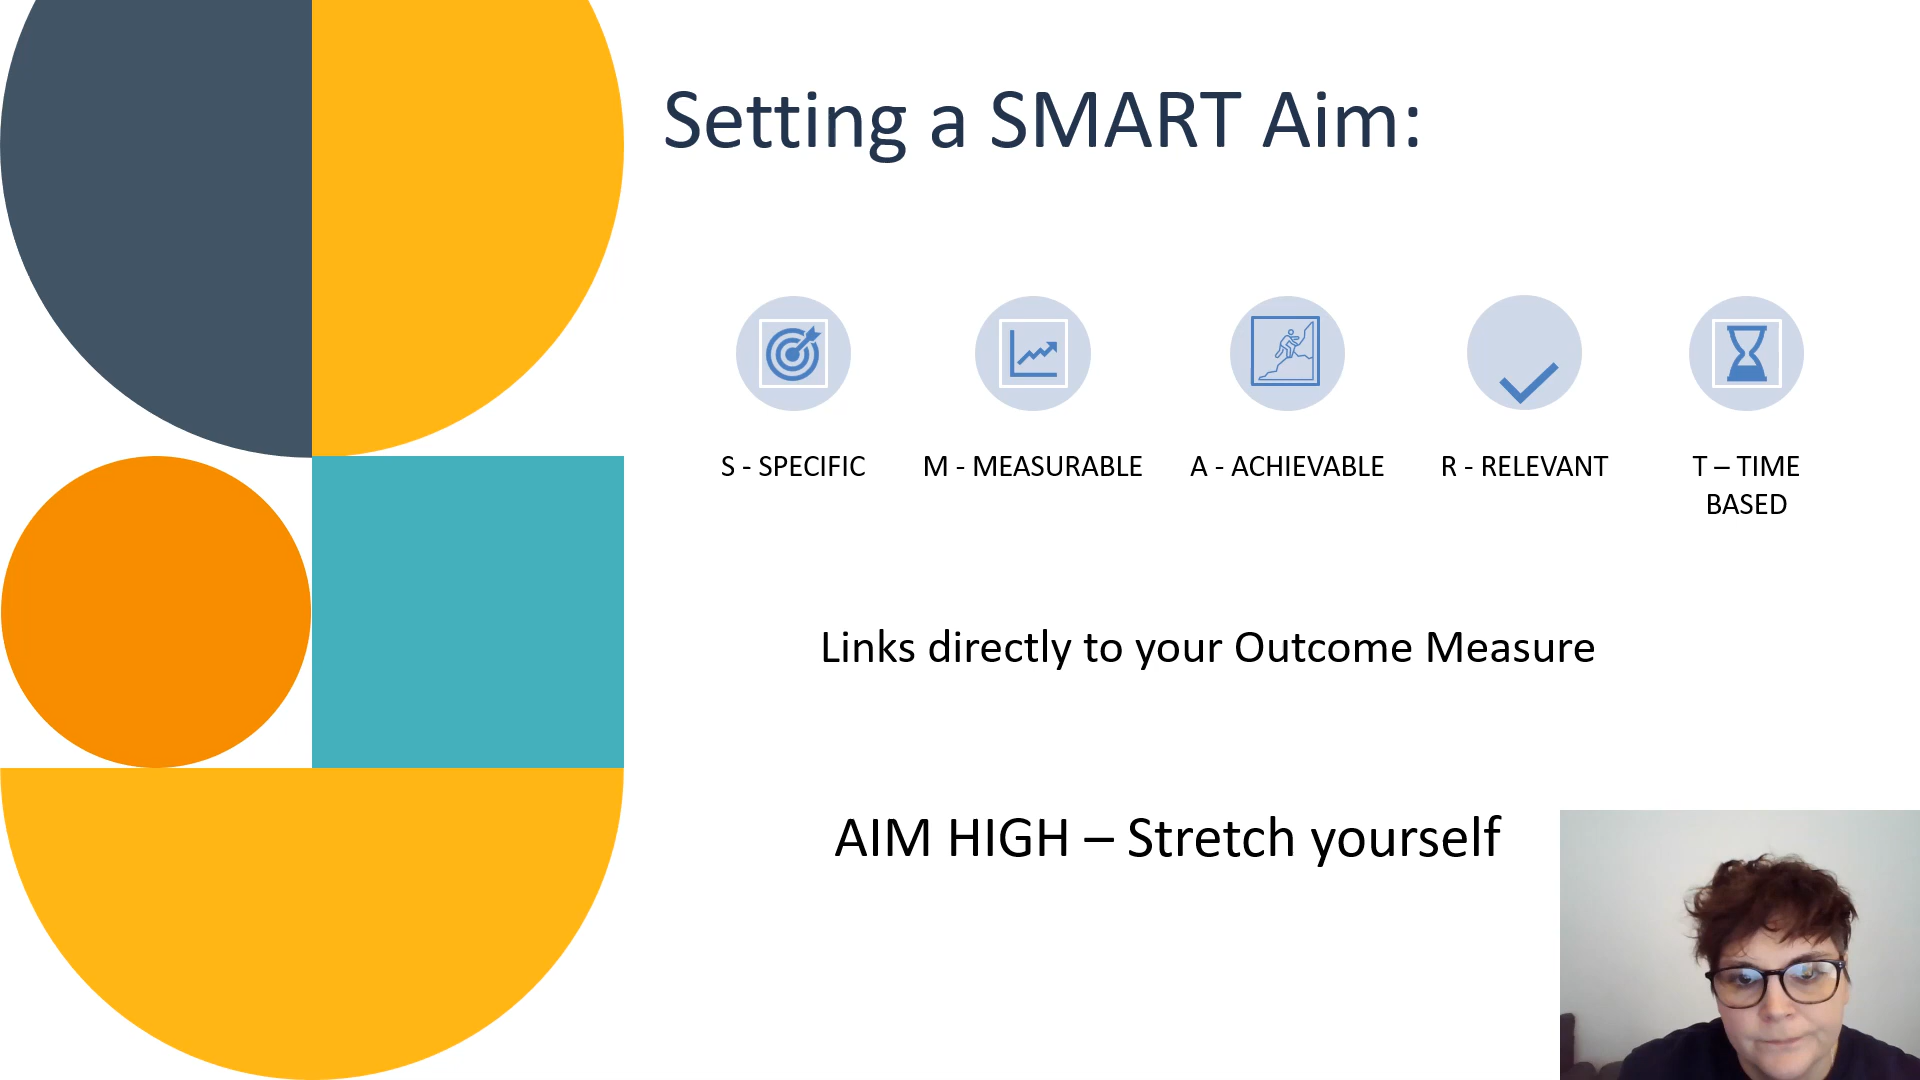 Setting a SMART Aim:
S - SPECIFIC
M - MEASURABLE
A - ACHIEVABLE
R - RELEVANT
T – TIME
BASED
Links directly to your Outcome Measure
AIM HIGH – Stretch yourself